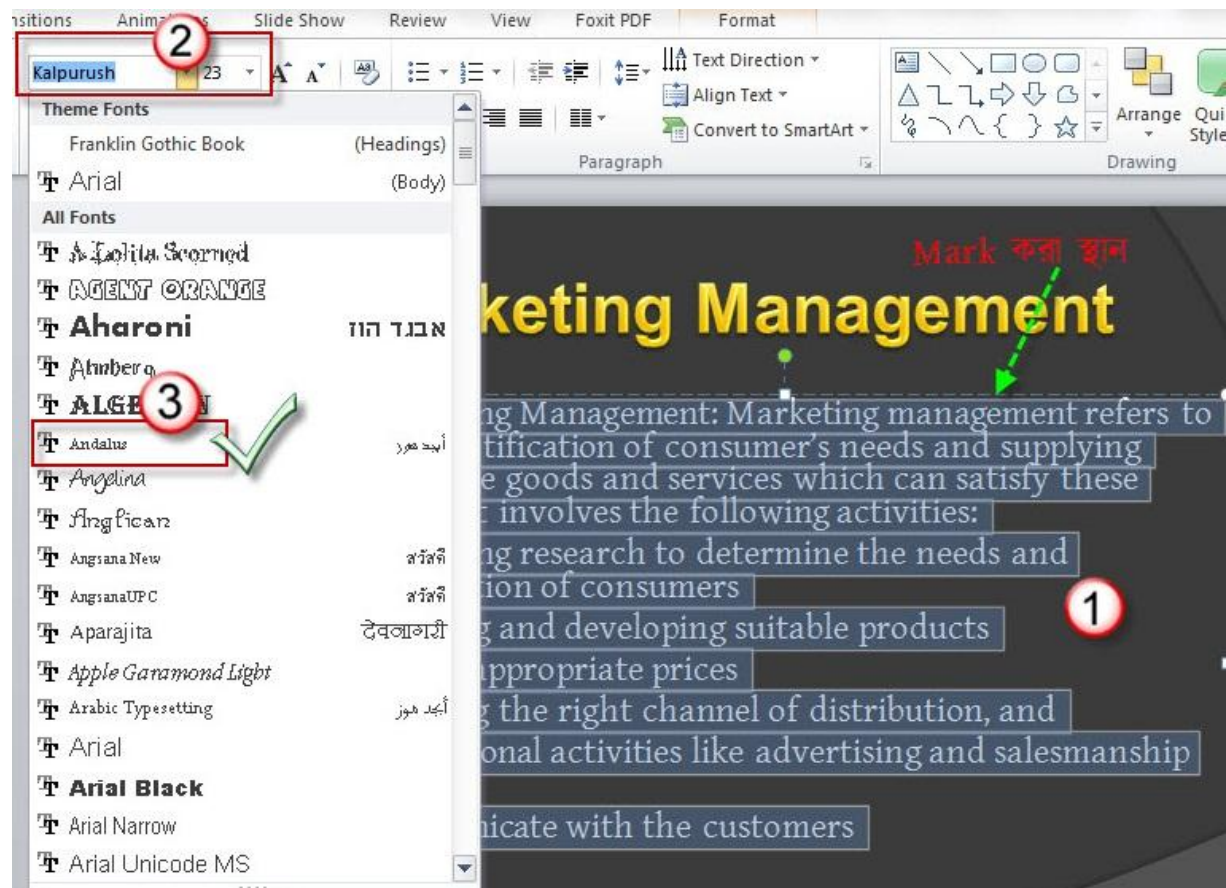 Slide Show Review View Foxit PDF Format
2
Kalpurush 23
Text Direction
Align Text
Convert to SmartArt
Arrange
Paragraph
Drawing
Theme Fonts
Franklin Gothic Book (Headings)
Arial (Body)
All Fonts
A Lolita Scorned
AGENT ORANGE
Aharoni אבגד הוז
3
Andalus أبجد هوز
Angelina
Anglican
Angsana New สวัสดี
AngsanaUPC สวัสดี
Aparajita देवनागरी
Apple Garamond Light
Arabic Typesetting أبجد هوز
Arial
Arial Black
Arial Narrow
Arial Unicode MS
Mark করা স্থান
keting Management
ng Management: Marketing management refers to
tification of consumer's needs and supplying
e goods and services which can satisfy these
t involves the following activities:
ng research to determine the needs and
ion of consumers
1
g and developing suitable products
appropriate prices
g the right channel of distribution, and
onal activities like advertising and salesmanship
nicate with the customers